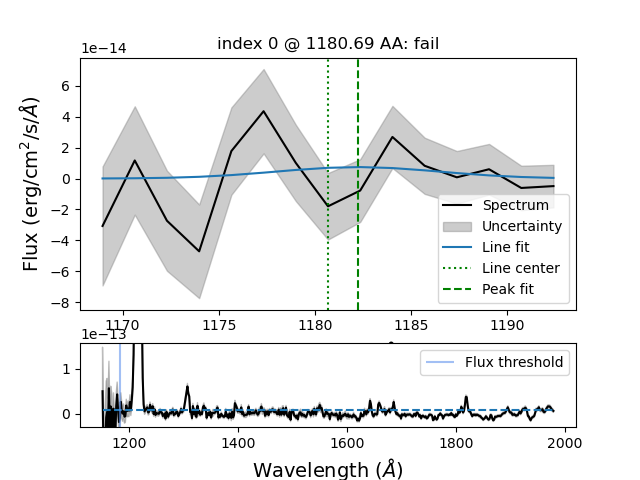 index 0 @ 1180.69 AA: fail
1e−14
6
4
2
0
−2
−4
−6
−8
Flux (erg/cm²/s/Å)
Spectrum
Uncertainty
Line fit
Line center
Peak fit
1170
1175
1180
1185
1190
1e−13
1
0
Flux threshold
1200
1400
1600
1800
2000
Wavelength (Å)